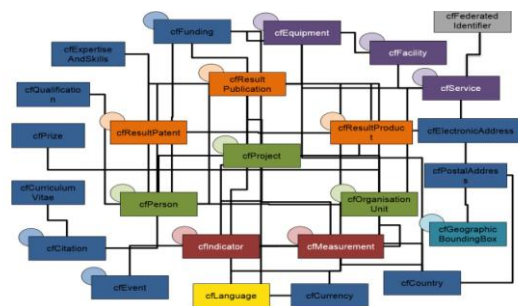 cfFederated
Identifier
cfFunding
cfEquipment
cfExpertise
AndSkills
cfFacility
cfResult
Publication
cfQualificatio
n
cfService
cfPrize
cfResultPatent
cfResultProduc
t
cfElectronicAddress
cfProject
cfPostalAddres
s
cfCurriculum
Vitae
cfPerson
cfOrganisation
Unit
cfGeographic
BoundingBox
cfCitation
cfIndicator
cfMeasurement
cfEvent
cfCountry
cfLanguage
cfCurrency